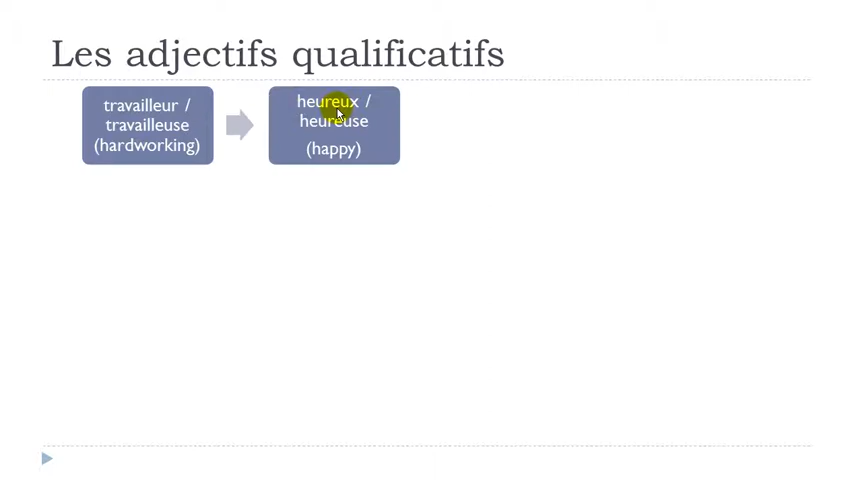 Les adjectifs qualificatifs
travailleur /
travailleuse
(hardworking)
heureux /
heureuse
(happy)